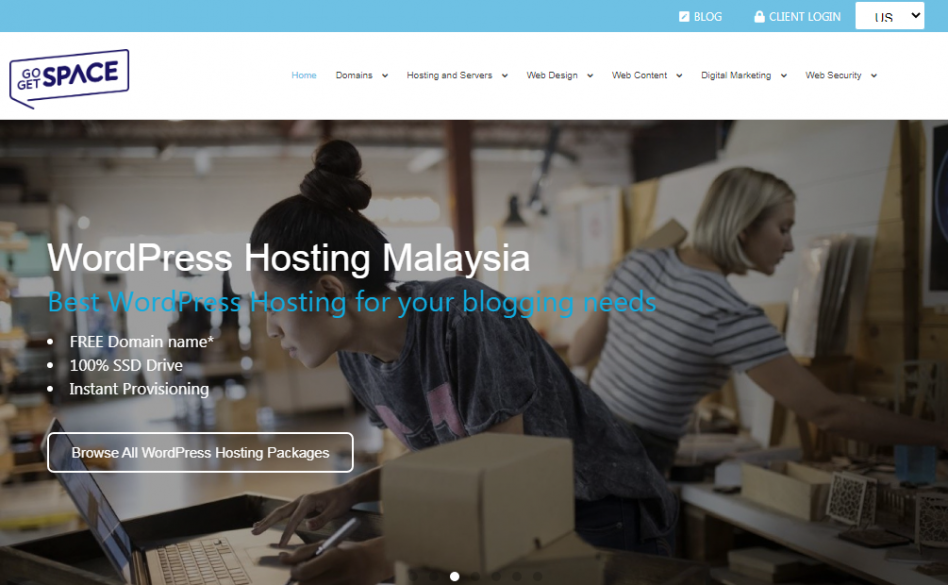 BLOG
CLIENT LOGIN
US
GO
GET SPACE
Home
Domains
Hosting and Servers
Web Design
Web Content
Digital Marketing
Web Security
WordPress Hosting Malaysia
Best WordPress Hosting for your blogging needs
FREE Domain name*
100% SSD Drive
Instant Provisioning
Browse All WordPress Hosting Packages